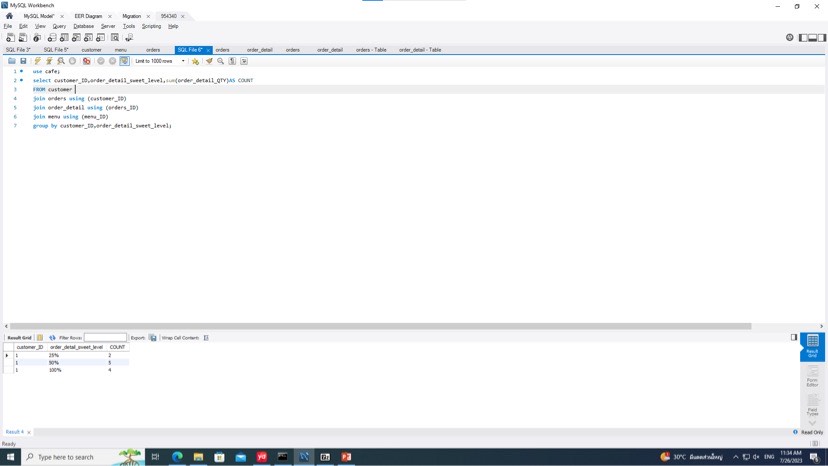 MySQL Workbench
MySQL Model* × EER Diagram × Migration × 954340 ×
File Edit View Query Database Server Tools Scripting Help
SQL File 3* SQL File 5* customer menu orders SQL File 6* × orders order_detail orders order_detail orders - Table order_detail - Table
Limit to 1000 rows
1 use cafe;
2 select customer_ID,order_detail_sweet_level,sum(order_detail_QTY)AS COUNT
3 FROM customer
4 join orders using (customer_ID)
5 join order_detail using (orders_ID)
6 join menu using (menu_ID)
7 group by customer_ID,order_detail_sweet_level;
Result Grid Filter Rows: Export: Wrap Cell Content:
customer_ID order_detail_sweet_level COUNT
1 25% 2
1 50% 5
1 100% 4
Result Grid
Form Editor
Field Types
Result 4 × Read Only
Ready
Type here to search
30°C มีแดดส่วนใหญ่ ENG 11:34 AM
7/26/2023